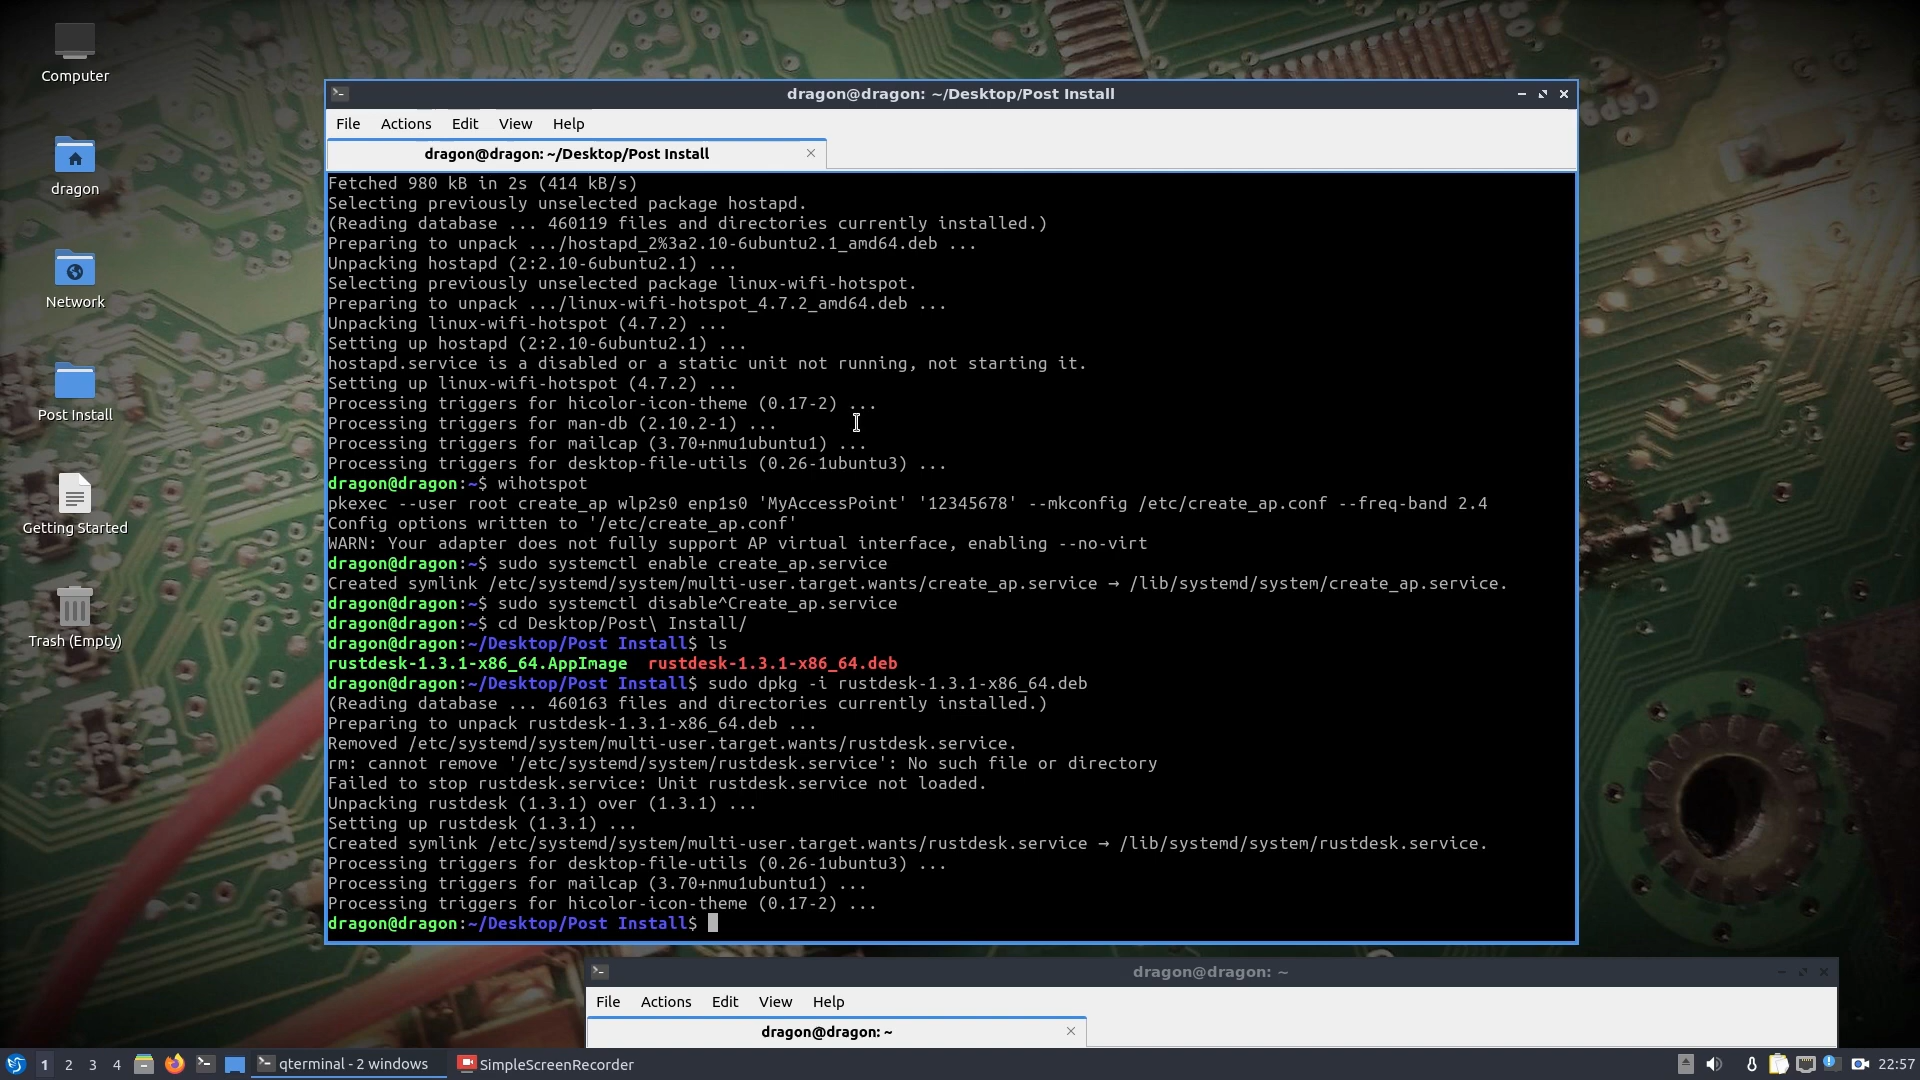 Computer
dragon
Network
Post Install
Getting Started
Trash (Empty)
dragon@dragon: ~/Desktop/Post Install
File Actions Edit View Help
dragon@dragon: ~/Desktop/Post Install
Fetched 980 kB in 2s (414 kB/s)
Selecting previously unselected package hostapd.
(Reading database ... 460119 files and directories currently installed.)
Preparing to unpack .../hostapd_2%3a2.10-6ubuntu2.1_amd64.deb ...
Unpacking hostapd (2:2.10-6ubuntu2.1) ...
Selecting previously unselected package linux-wifi-hotspot.
Preparing to unpack .../linux-wifi-hotspot_4.7.2_amd64.deb ...
Unpacking linux-wifi-hotspot (4.7.2) ...
Setting up hostapd (2:2.10-6ubuntu2.1) ...
hostapd.service is a disabled or a static unit not running, not starting it.
Setting up linux-wifi-hotspot (4.7.2) ...
Processing triggers for hicolor-icon-theme (0.17-2) ...
Processing triggers for man-db (2.10.2-1) ...
Processing triggers for mailcap (3.70+nmu1ubuntu1) ...
Processing triggers for desktop-file-utils (0.26-1ubuntu3) ...
dragon@dragon:~$ wihotspot
pkexec --user root create_ap wlp2s0 enp1s0 'MyAccessPoint' '12345678' --mkconfig /etc/create_ap.conf --freq-band 2.4
Config options written to '/etc/create_ap.conf'
WARN: Your adapter does not fully support AP virtual interface, enabling --no-virt
dragon@dragon:~$ sudo systemctl enable create_ap.service
Created symlink /etc/systemd/system/multi-user.target.wants/create_ap.service → /lib/systemd/system/create_ap.service.
dragon@dragon:~$ sudo systemctl disable^Create_ap.service
dragon@dragon:~$ cd Desktop/Post\ Install/
dragon@dragon:~/Desktop/Post Install$ ls
rustdesk-1.3.1-x86_64.AppImage rustdesk-1.3.1-x86_64.deb
dragon@dragon:~/Desktop/Post Install$ sudo dpkg -i rustdesk-1.3.1-x86_64.deb
(Reading database ... 460163 files and directories currently installed.)
Preparing to unpack rustdesk-1.3.1-x86_64.deb ...
Removed /etc/systemd/system/multi-user.target.wants/rustdesk.service.
rm: cannot remove '/etc/systemd/system/rustdesk.service': No such file or directory
Failed to stop rustdesk.service: Unit rustdesk.service not loaded.
Unpacking rustdesk (1.3.1) over (1.3.1) ...
Setting up rustdesk (1.3.1) ...
Created symlink /etc/systemd/system/multi-user.target.wants/rustdesk.service → /lib/systemd/system/rustdesk.service.
Processing triggers for desktop-file-utils (0.26-1ubuntu3) ...
Processing triggers for mailcap (3.70+nmu1ubuntu1) ...
Processing triggers for hicolor-icon-theme (0.17-2) ...
dragon@dragon:~/Desktop/Post Install$
dragon@dragon: ~
File Actions Edit View Help
dragon@dragon: ~
1 2 3 4 qterminal - 2 windows SimpleScreenRecorder 22:57